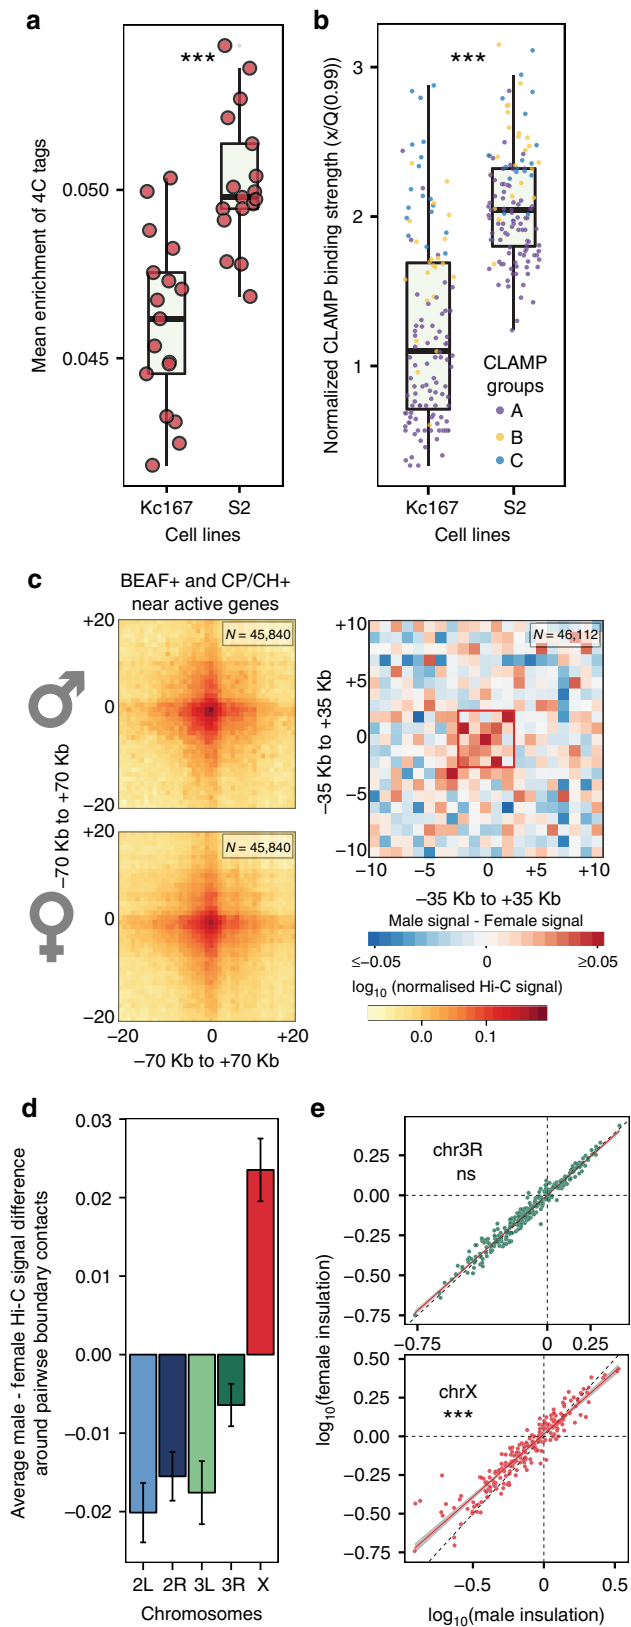 a
***
Mean enrichment of 4C tags
0.050
0.045
Kc167
S2
Cell lines
b
***
Normalized CLAMP binding strength (x/Q(0.99))
3
2
1
CLAMP
groups
A
B
C
Kc167
S2
Cell lines
c
BEAF+ and CP/CH+
near active genes
+20
0
−20
N = 45,840
+20
0
−20
N = 45,840
−70 Kb to +70 Kb
−20
0
+20
−70 Kb to +70 Kb
N = 46,112
+10
+5
0
−5
−10
−35 Kb to +35 Kb
−10
−5
0
+5
+10
−35 Kb to +35 Kb
Male signal - Female signal
≤−0.05
0
≥0.05
log10 (normalised Hi-C signal)
0.0
0.1
d
Average male - female Hi-C signal difference
around pairwse boundary contacts
0.03
0.02
0.01
0.00
−0.01
−0.02
2L 2R 3L 3R X
Chromosomes
e
chr3R
ns
0.25
0.00
−0.25
−0.50
−0.75
−0.75
0
0.25
log10(female insulation)
chrX
***
0.50
0.25
0.00
−0.25
−0.50
−0.75
−0.5
0
0.5
log10(male insulation)